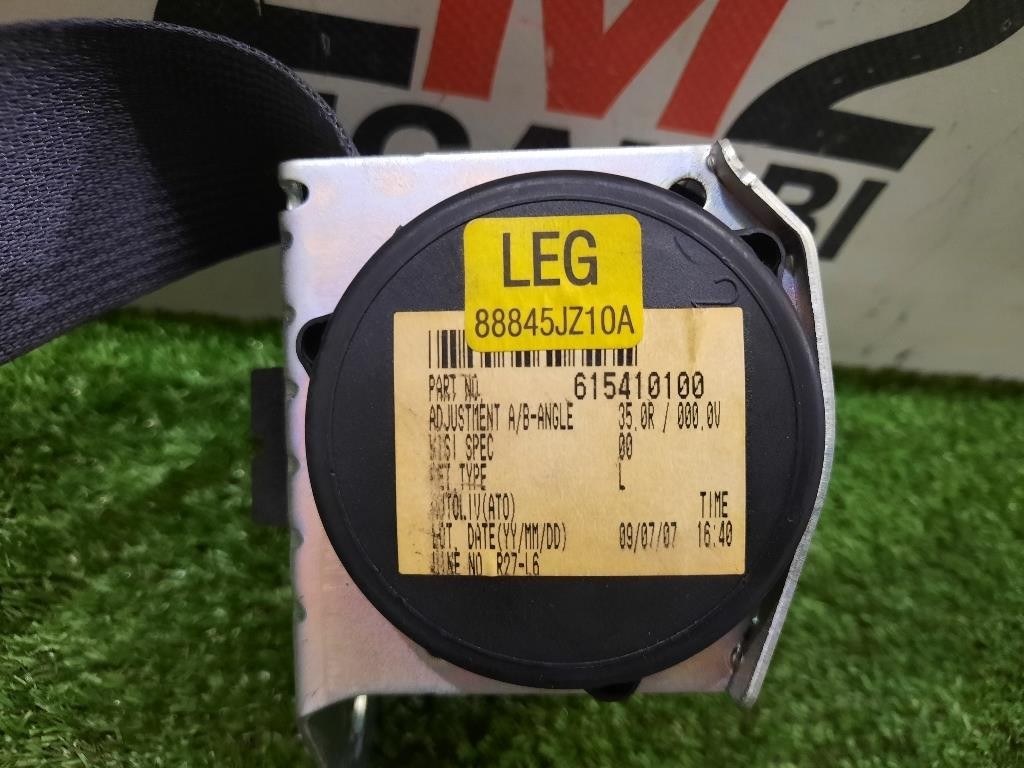 LEG
88845JZ10A
PART NO. 615410100
ADJUSTMENT A/B-ANGLE 35.0R / 000.0V
SPEC 00
TYPE L
AUTOLIV(ATO) TIME
LOT. DATE(YY/MM/DD) 09/07/07 16:40
NO. R27-L6